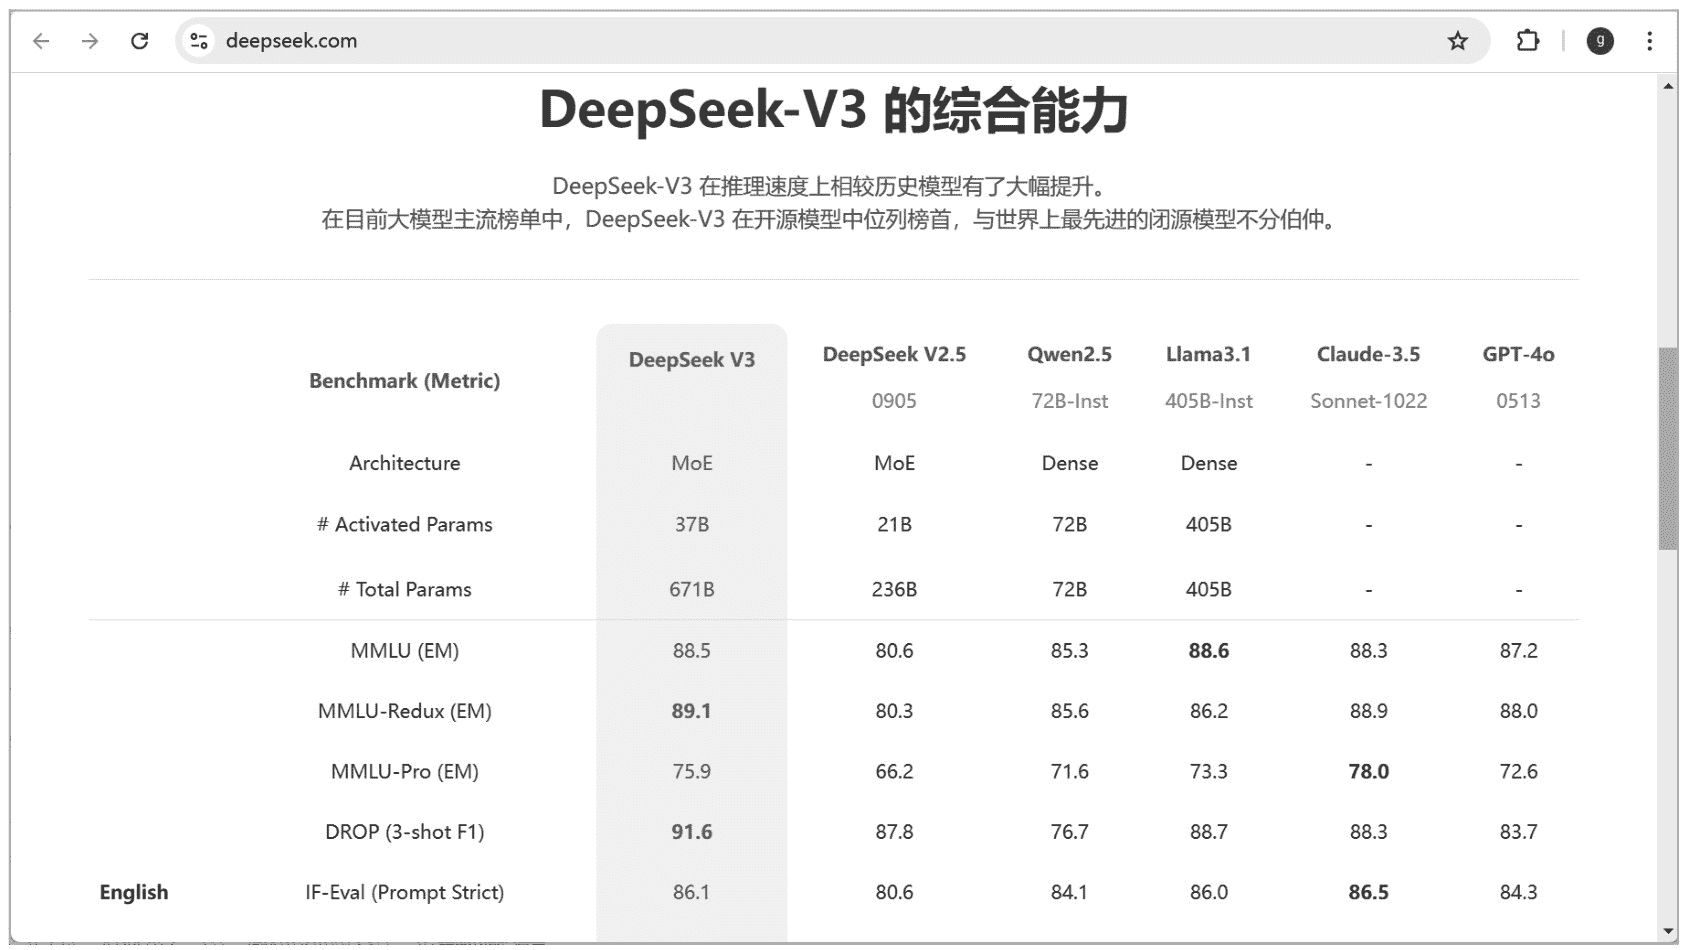 deepseek.com
g
DeepSeek-V3 的综合能力
DeepSeek-V3 在推理速度上相较历史模型有了大幅提升。
在目前大模型主流榜单中，DeepSeek-V3 在开源模型中位列榜首，与世界上最先进的闭源模型不分伯仲。
Benchmark (Metric) DeepSeek V3 DeepSeek V2.5 Qwen2.5 Llama3.1 Claude-3.5 GPT-4o
0905 72B-Inst 405B-Inst Sonnet-1022 0513
Architecture MoE MoE Dense Dense - -
# Activated Params 37B 21B 72B 405B - -
# Total Params 671B 236B 72B 405B - -
MMLU (EM) 88.5 80.6 85.3 88.6 88.3 87.2
MMLU-Redux (EM) 89.1 80.3 85.6 86.2 88.9 88.0
MMLU-Pro (EM) 75.9 66.2 71.6 73.3 78.0 72.6
DROP (3-shot F1) 91.6 87.8 76.7 88.7 88.3 83.7
English IF-Eval (Prompt Strict) 86.1 80.6 84.1 86.0 86.5 84.3